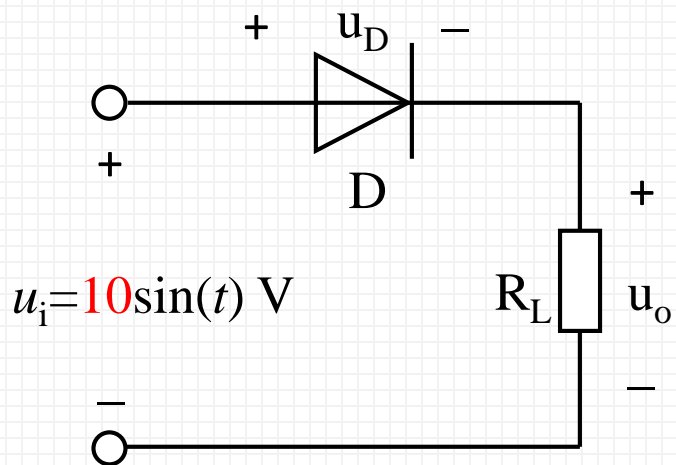 + u_D −
+
D
+
u_i=10sin(t) V
R_L
u_o
−
−